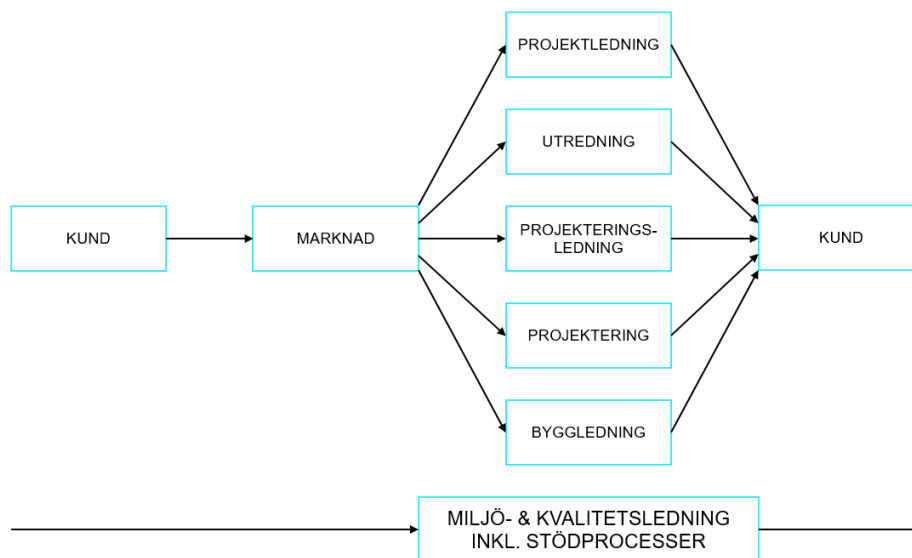 PROJEKTLEDNING
UTREDNING
KUND
MARKNAD
PROJEKTERINGS-
LEDNING
KUND
PROJEKTERING
BYGGLEDNING
MILJÖ- & KVALITETSLEDNING
INKL. STÖDPROCESSER